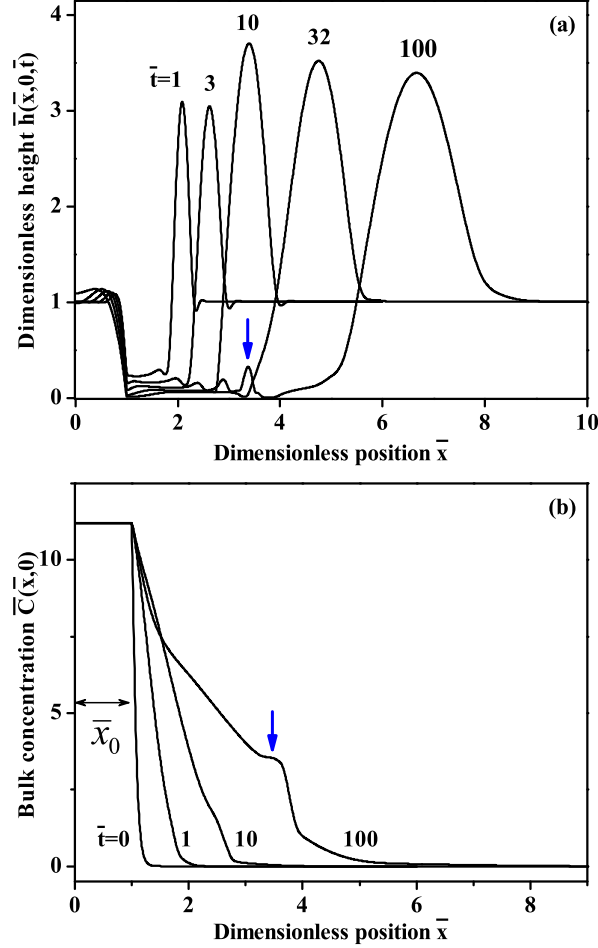 (a)
t̄=1 3 10 32 100
Dimensionless height h̄(x̄,0,t̄)
4
3
2
1
0
0 2 4 6 8 10
Dimensionless position x̄
(b)
Bulk concentration C̄(x̄,0)
10
5
0
x̄₀
t̄=0 1 10 100
0 2 4 6 8
Dimensionless position x̄